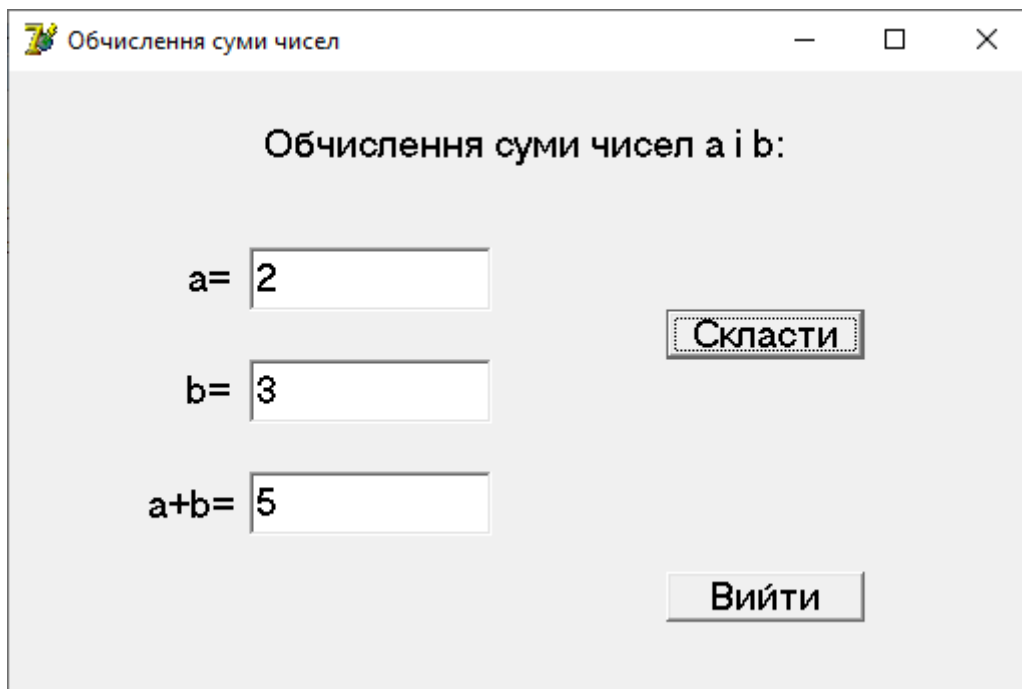 Обчислення суми чисел
Обчислення суми чисел a i b:
a= 2
Скласти
b= 3
a+b= 5
Вийти